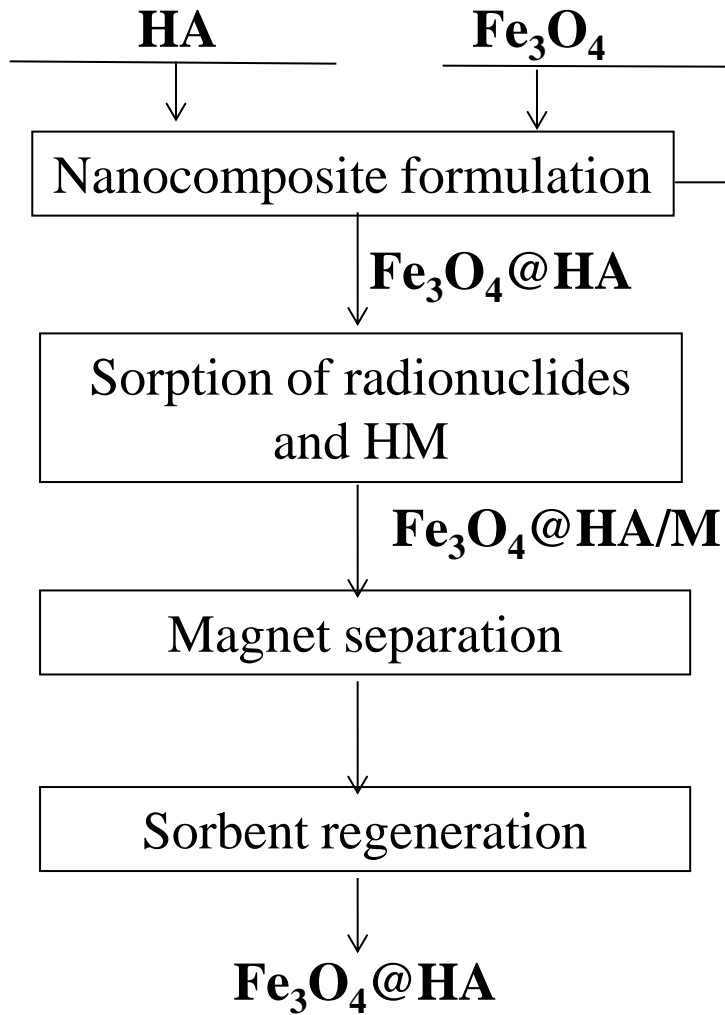 HA
Fe₃O₄
Nanocomposite formulation
Fe₃O₄@HA
Sorption of radionuclides
and HM
Fe₃O₄@HA/M
Magnet separation
Sorbent regeneration
Fe₃O₄@HA